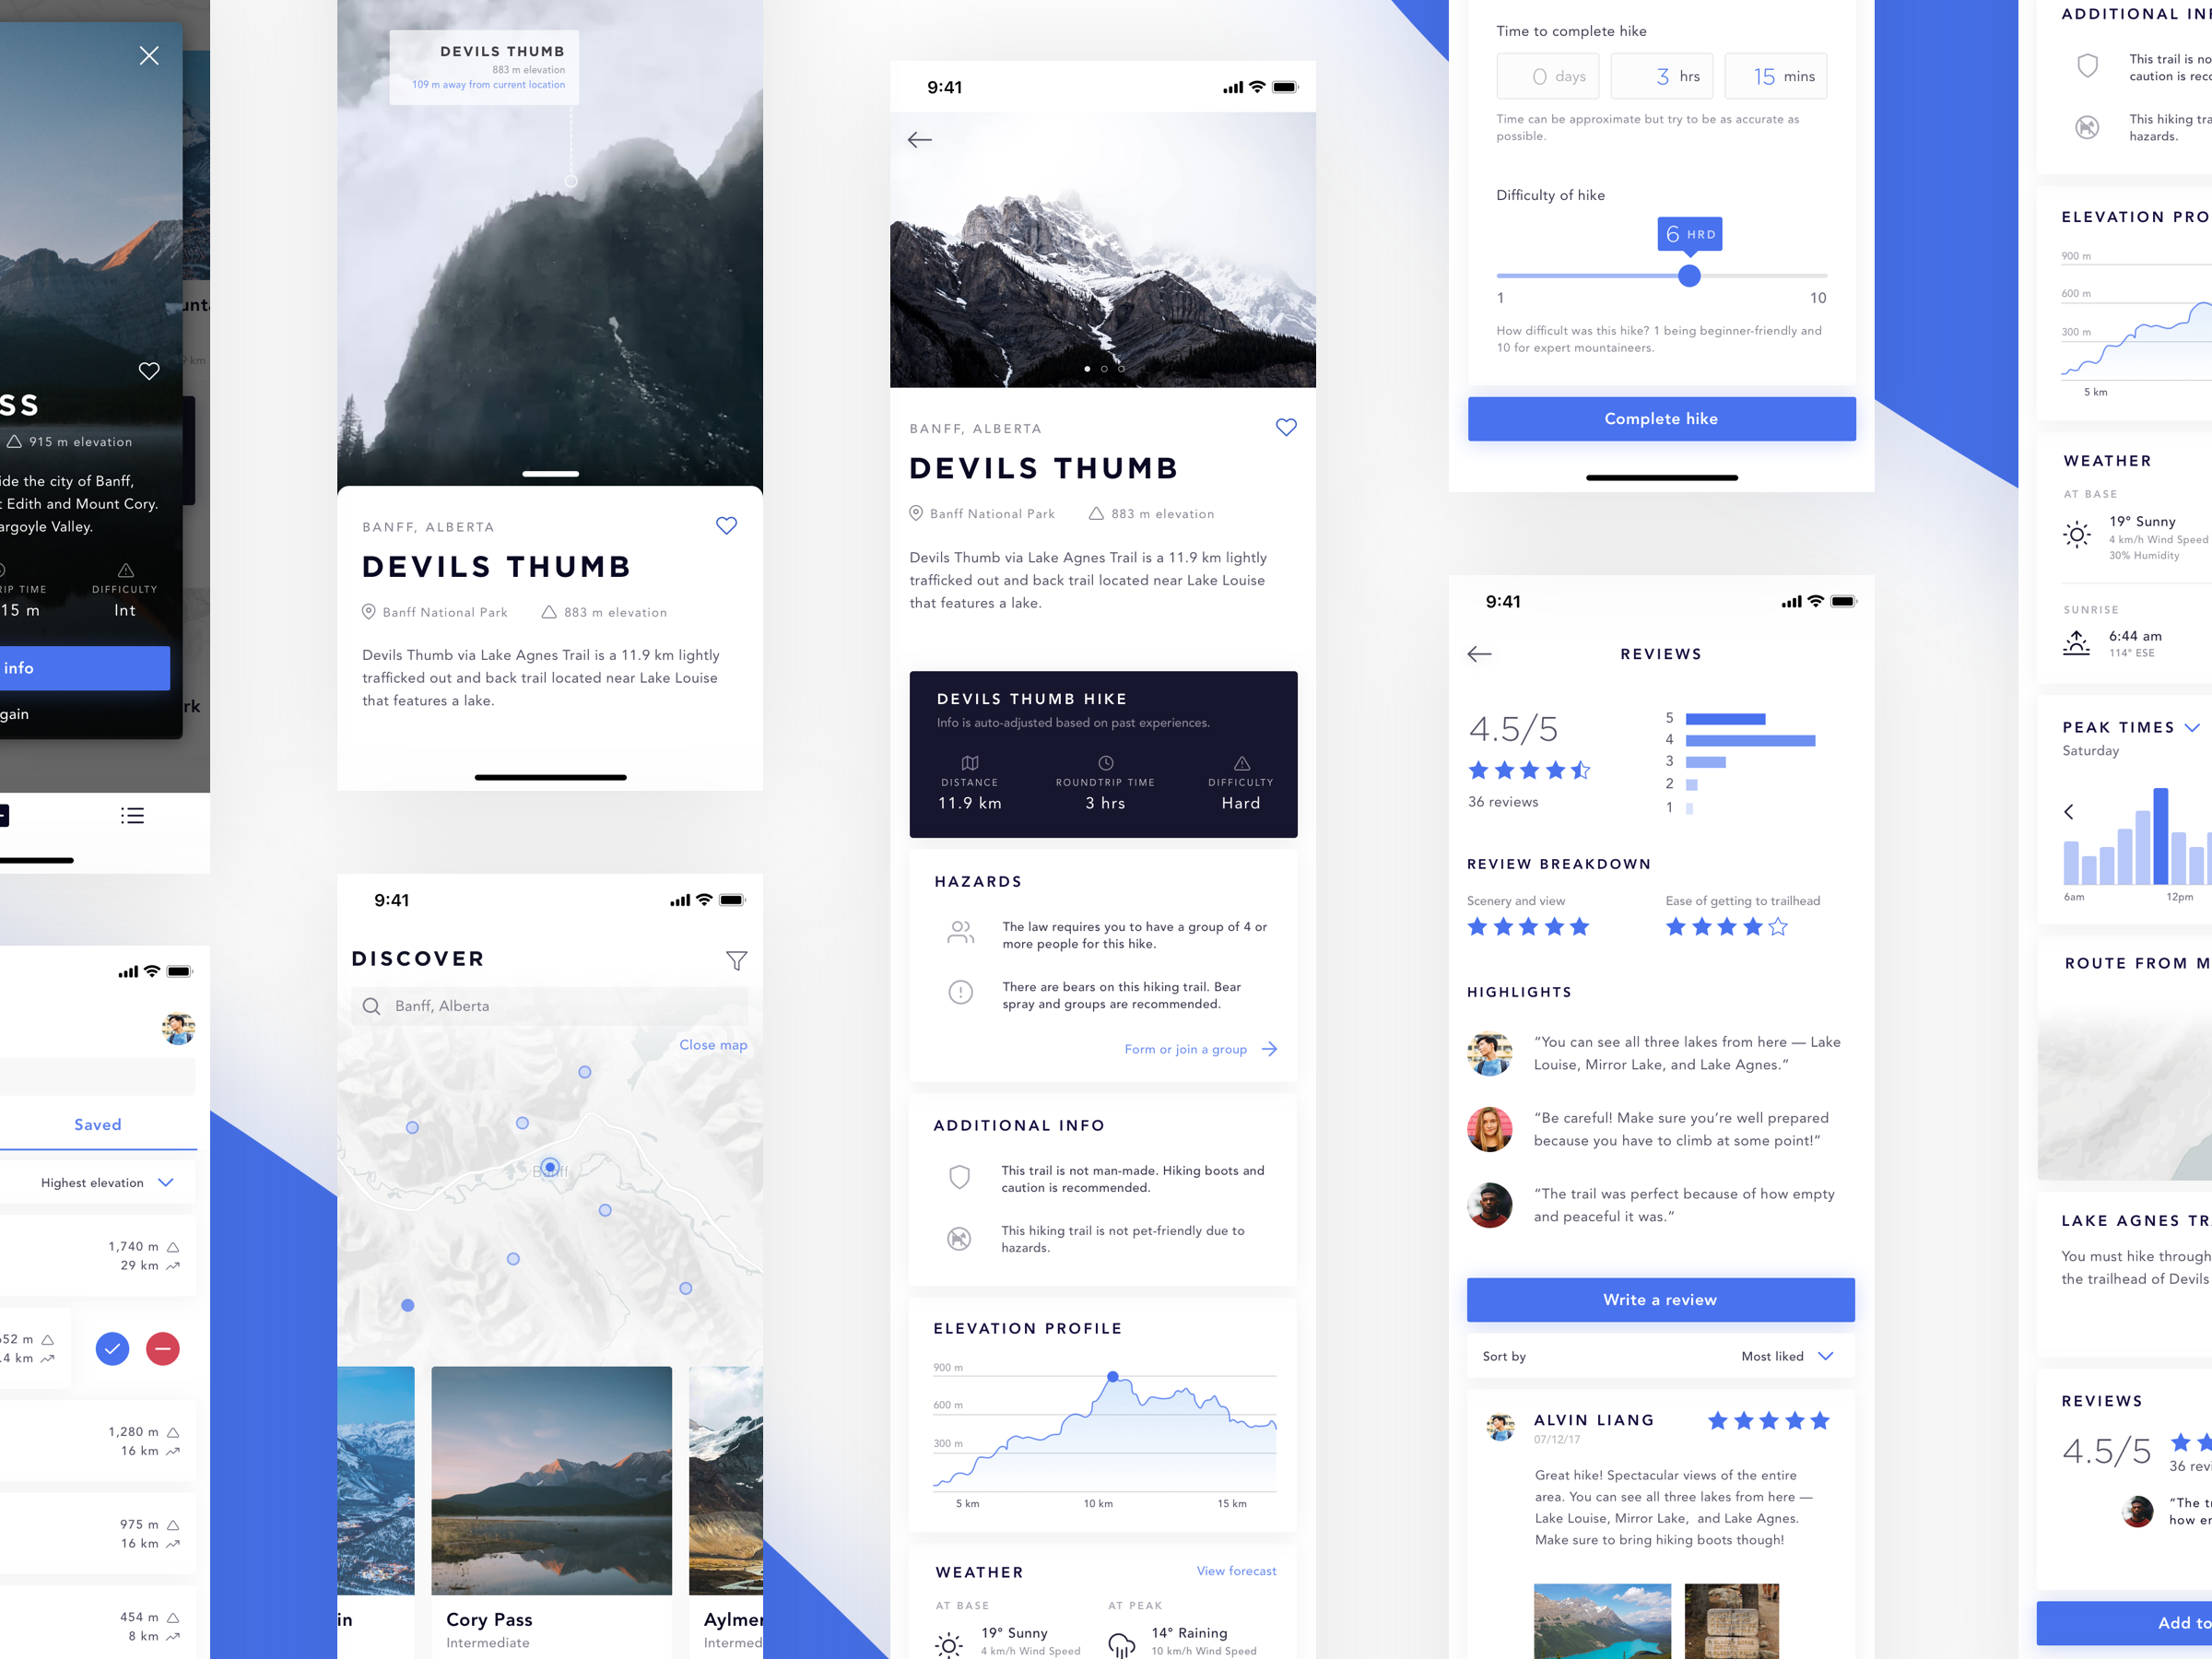 SS
915 m elevation
ide the city of Banff,
t Edith and Mount Cory.
argoyle Valley.
IP TIME
DIFFICULTY
15 m
Int
info
gain
unt
km
rk
Saved
Highest elevation
1,740 m
29 km
652 m
.4 km
1,280 m
16 km
975 m
16 km
454 m
8 km
DEVILS THUMB
883 m elevation
109 m away from current location
BANFF, ALBERTA
DEVILS THUMB
Banff National Park
883 m elevation
Devils Thumb via Lake Agnes Trail is a 11.9 km lightly
trafficked out and back trail located near Lake Louise
that features a lake.
9:41
DISCOVER
Banff, Alberta
Close map
Banff
in
Cory Pass
Intermediate
Aylmer
Intermed
9:41
BANFF, ALBERTA
DEVILS THUMB
Banff National Park
883 m elevation
Devils Thumb via Lake Agnes Trail is a 11.9 km lightly
trafficked out and back trail located near Lake Louise
that features a lake.
DEVILS THUMB HIKE
Info is auto-adjusted based on past experiences.
DISTANCE
ROUNDTRIP TIME
DIFFICULTY
11.9 km
3 hrs
Hard
HAZARDS
The law requires you to have a group of 4 or
more people for this hike.
There are bears on this hiking trail. Bear
spray and groups are recommended.
Form or join a group
ADDITIONAL INFO
This trail is not man-made. Hiking boots and
caution is recommended.
This hiking trail is not pet-friendly due to
hazards.
ELEVATION PROFILE
900 m
600 m
300 m
5 km
10 km
15 km
WEATHER
View forecast
AT BASE
AT PEAK
19° Sunny
4 km/h Wind Speed
14° Raining
10 km/h Wind Speed
Time to complete hike
0 days
3 hrs
15 mins
Time can be approximate but try to be as accurate as
possible.
Difficulty of hike
6 HRD
1
10
How difficult was this hike? 1 being beginner-friendly and
10 for expert mountaineers.
Complete hike
9:41
REVIEWS
4.5/5
36 reviews
5
4
3
2
1
REVIEW BREAKDOWN
Scenery and view
Ease of getting to trailhead
HIGHLIGHTS
“You can see all three lakes from here — Lake
Louise, Mirror Lake, and Lake Agnes.”
“Be careful! Make sure you’re well prepared
because you have to climb at some point!”
“The trail was perfect because of how empty
and peaceful it was.”
Write a review
Sort by
Most liked
ALVIN LIANG
07/12/17
Great hike! Spectacular views of the entire
area. You can see all three lakes from here —
Lake Louise, Mirror Lake, and Lake Agnes.
Make sure to bring hiking boots though!
ADDITIONAL IN
This trail is no
caution is reco
This hiking tra
hazards.
ELEVATION PRO
900 m
600 m
300 m
5 km
WEATHER
AT BASE
19° Sunny
4 km/h Wind Speed
30% Humidity
SUNRISE
6:44 am
114° ESE
PEAK TIMES
Saturday
6am
12pm
ROUTE FROM M
LAKE AGNES TR
You must hike through
the trailhead of Devils
REVIEWS
4.5/5
36 revi
“The t
how e
Add to